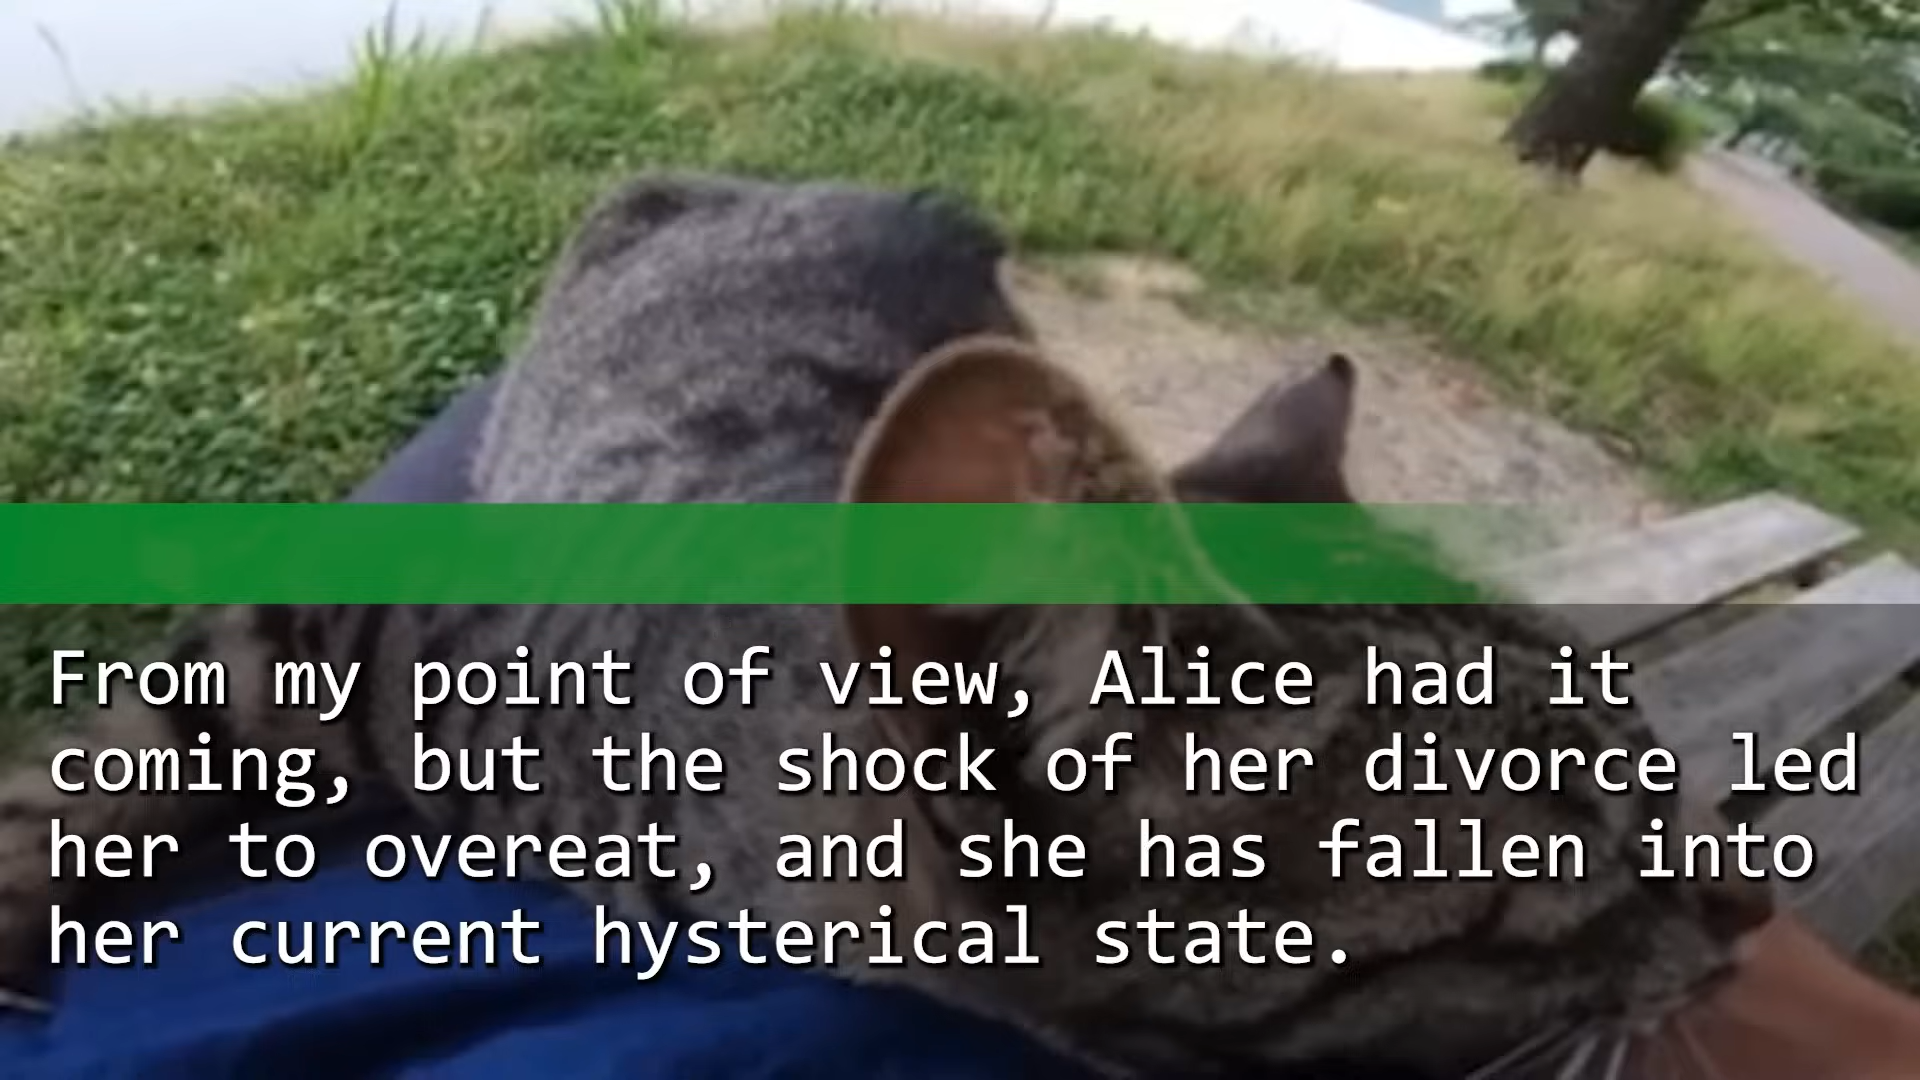 From my point of view, Alice had it
coming, but the shock of her divorce led
her to overeat, and she has fallen into
her current hysterical state.